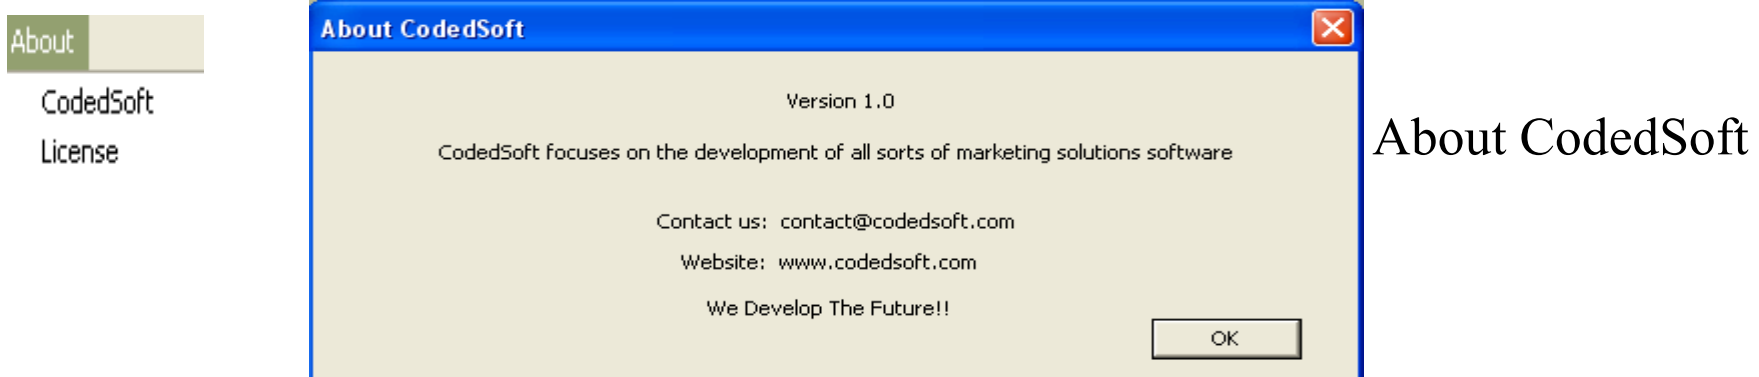 About
CodedSoft
License
About CodedSoft
Version 1.0
CodedSoft focuses on the development of all sorts of marketing solutions software
Contact us: contact@codedsoft.com
Website: www.codedsoft.com
We Develop The Future!!
OK
About CodedSoft